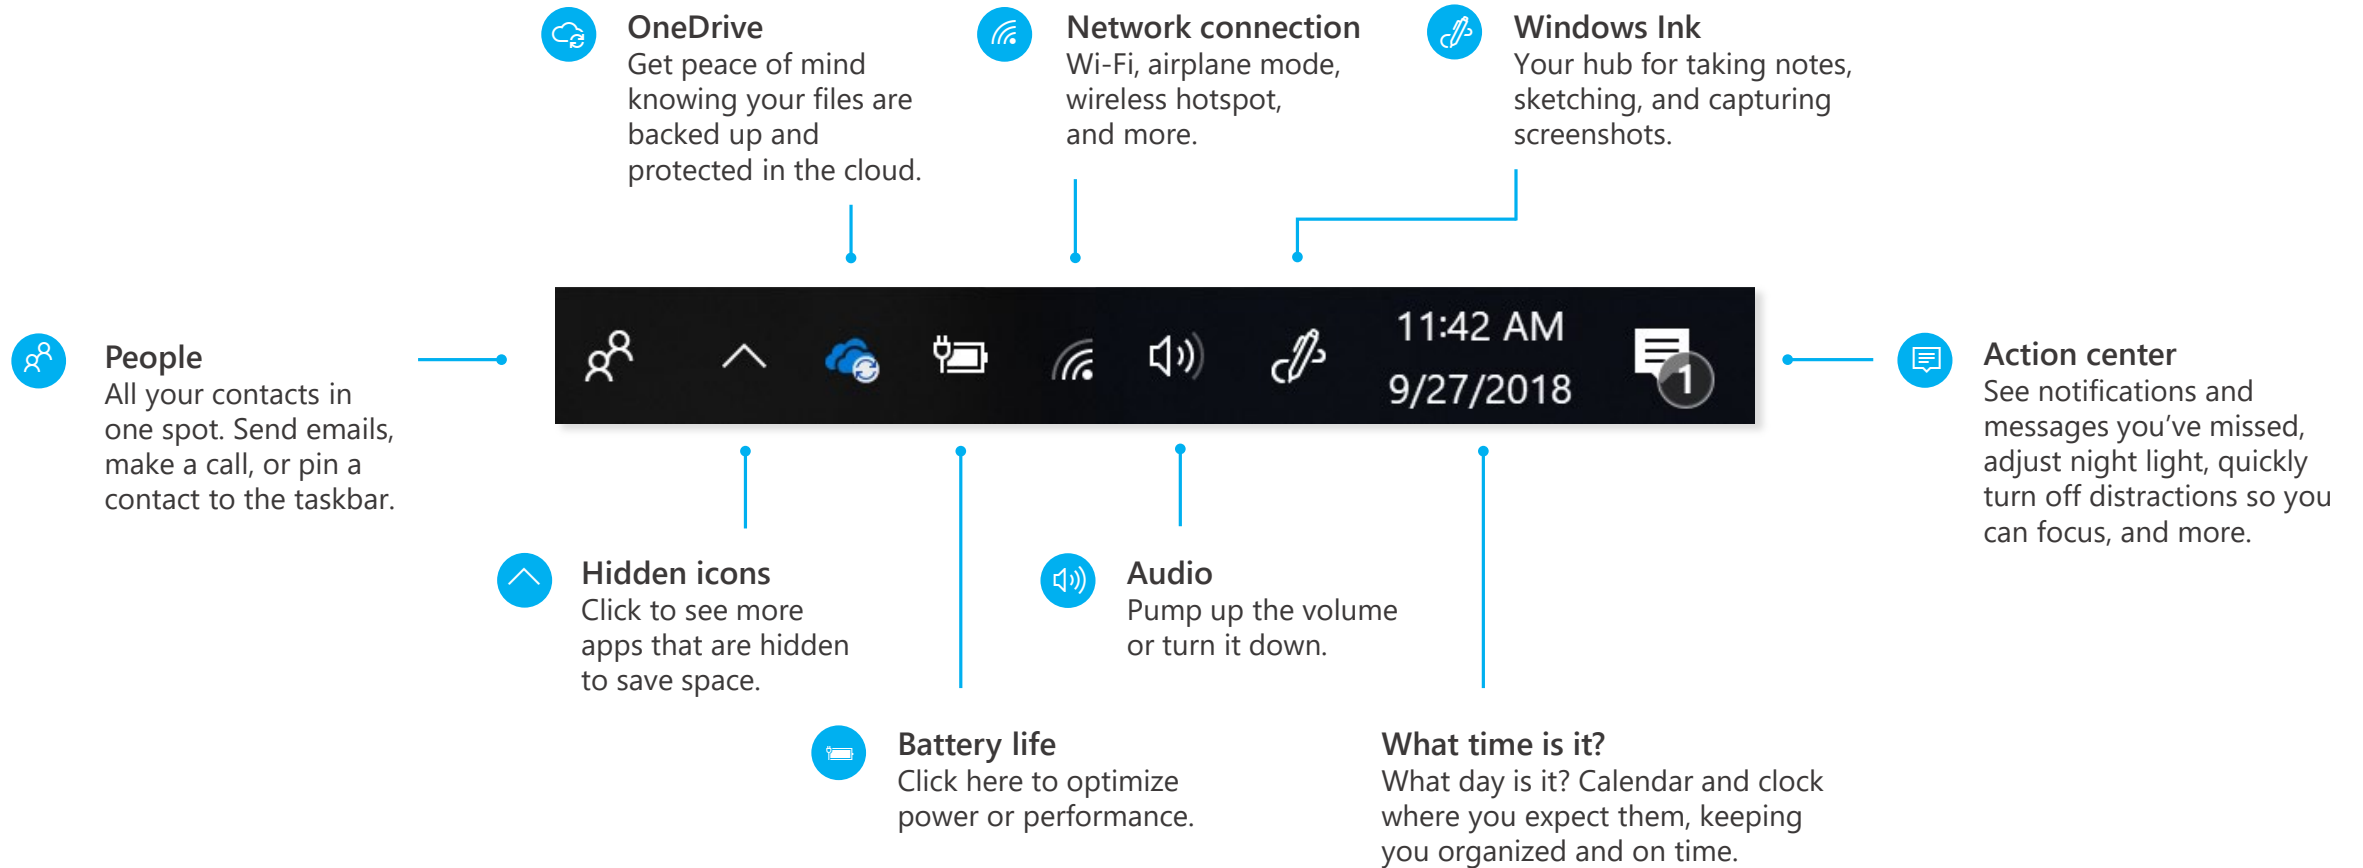 OneDrive
Get peace of mind
knowing your files are
backed up and
protected in the cloud.
Network connection
Wi-Fi, airplane mode,
wireless hotspot,
and more.
Windows Ink
Your hub for taking notes,
sketching, and capturing
screenshots.
People
All your contacts in
one spot. Send emails,
make a call, or pin a
contact to the taskbar.
11:42 AM
9/27/2018
1
Action center
See notifications and
messages you’ve missed,
adjust night light, quickly
turn off distractions so you
can focus, and more.
Hidden icons
Click to see more
apps that are hidden
to save space.
Audio
Pump up the volume
or turn it down.
Battery life
Click here to optimize
power or performance.
What time is it?
What day is it? Calendar and clock
where you expect them, keeping
you organized and on time.